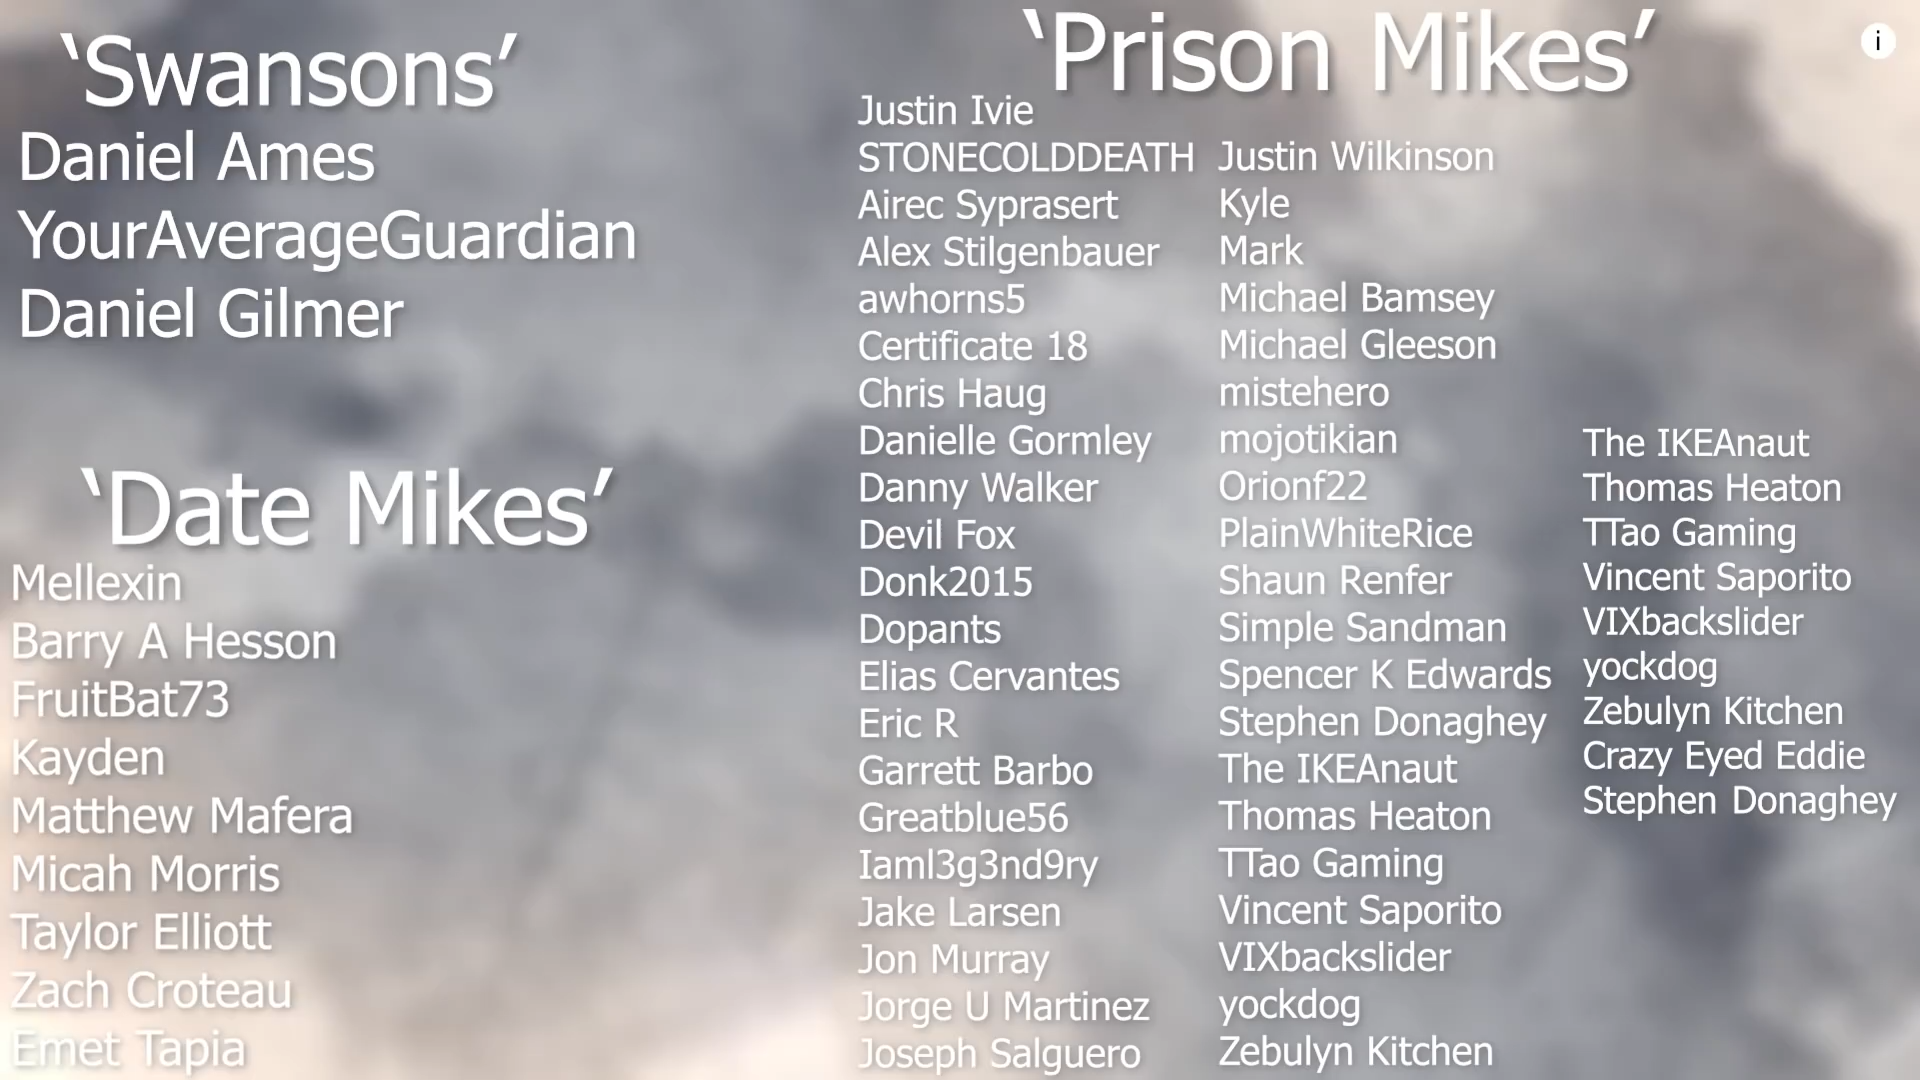 ‘Swansons’
Daniel Ames
YourAverageGuardian
Daniel Gilmer
‘Date Mikes’
Mellexin
Barry A Hesson
FruitBat73
Kayden
Matthew Mafera
Micah Morris
Taylor Elliott
Zach Croteau
Emet Tapia
‘Prison Mikes’
Justin Ivie
STONECOLDDEATH
Airec Syprasert
Alex Stilgenbauer
awhorns5
Certificate 18
Chris Haug
Danielle Gormley
Danny Walker
Devil Fox
Donk2015
Dopants
Elias Cervantes
Eric R
Garrett Barbo
Greatblue56
Iaml3g3nd9ry
Jake Larsen
Jon Murray
Jorge U Martinez
Joseph Salguero
Justin Wilkinson
Kyle
Mark
Michael Bamsey
Michael Gleeson
mistehero
mojotikian
Orionf22
PlainWhiteRice
Shaun Renfer
Simple Sandman
Spencer K Edwards
Stephen Donaghey
The IKEAnaut
Thomas Heaton
TTao Gaming
Vincent Saporito
VIXbackslider
yockdog
Zebulyn Kitchen
The IKEAnaut
Thomas Heaton
TTao Gaming
Vincent Saporito
VIXbackslider
yockdog
Zebulyn Kitchen
Crazy Eyed Eddie
Stephen Donaghey
i